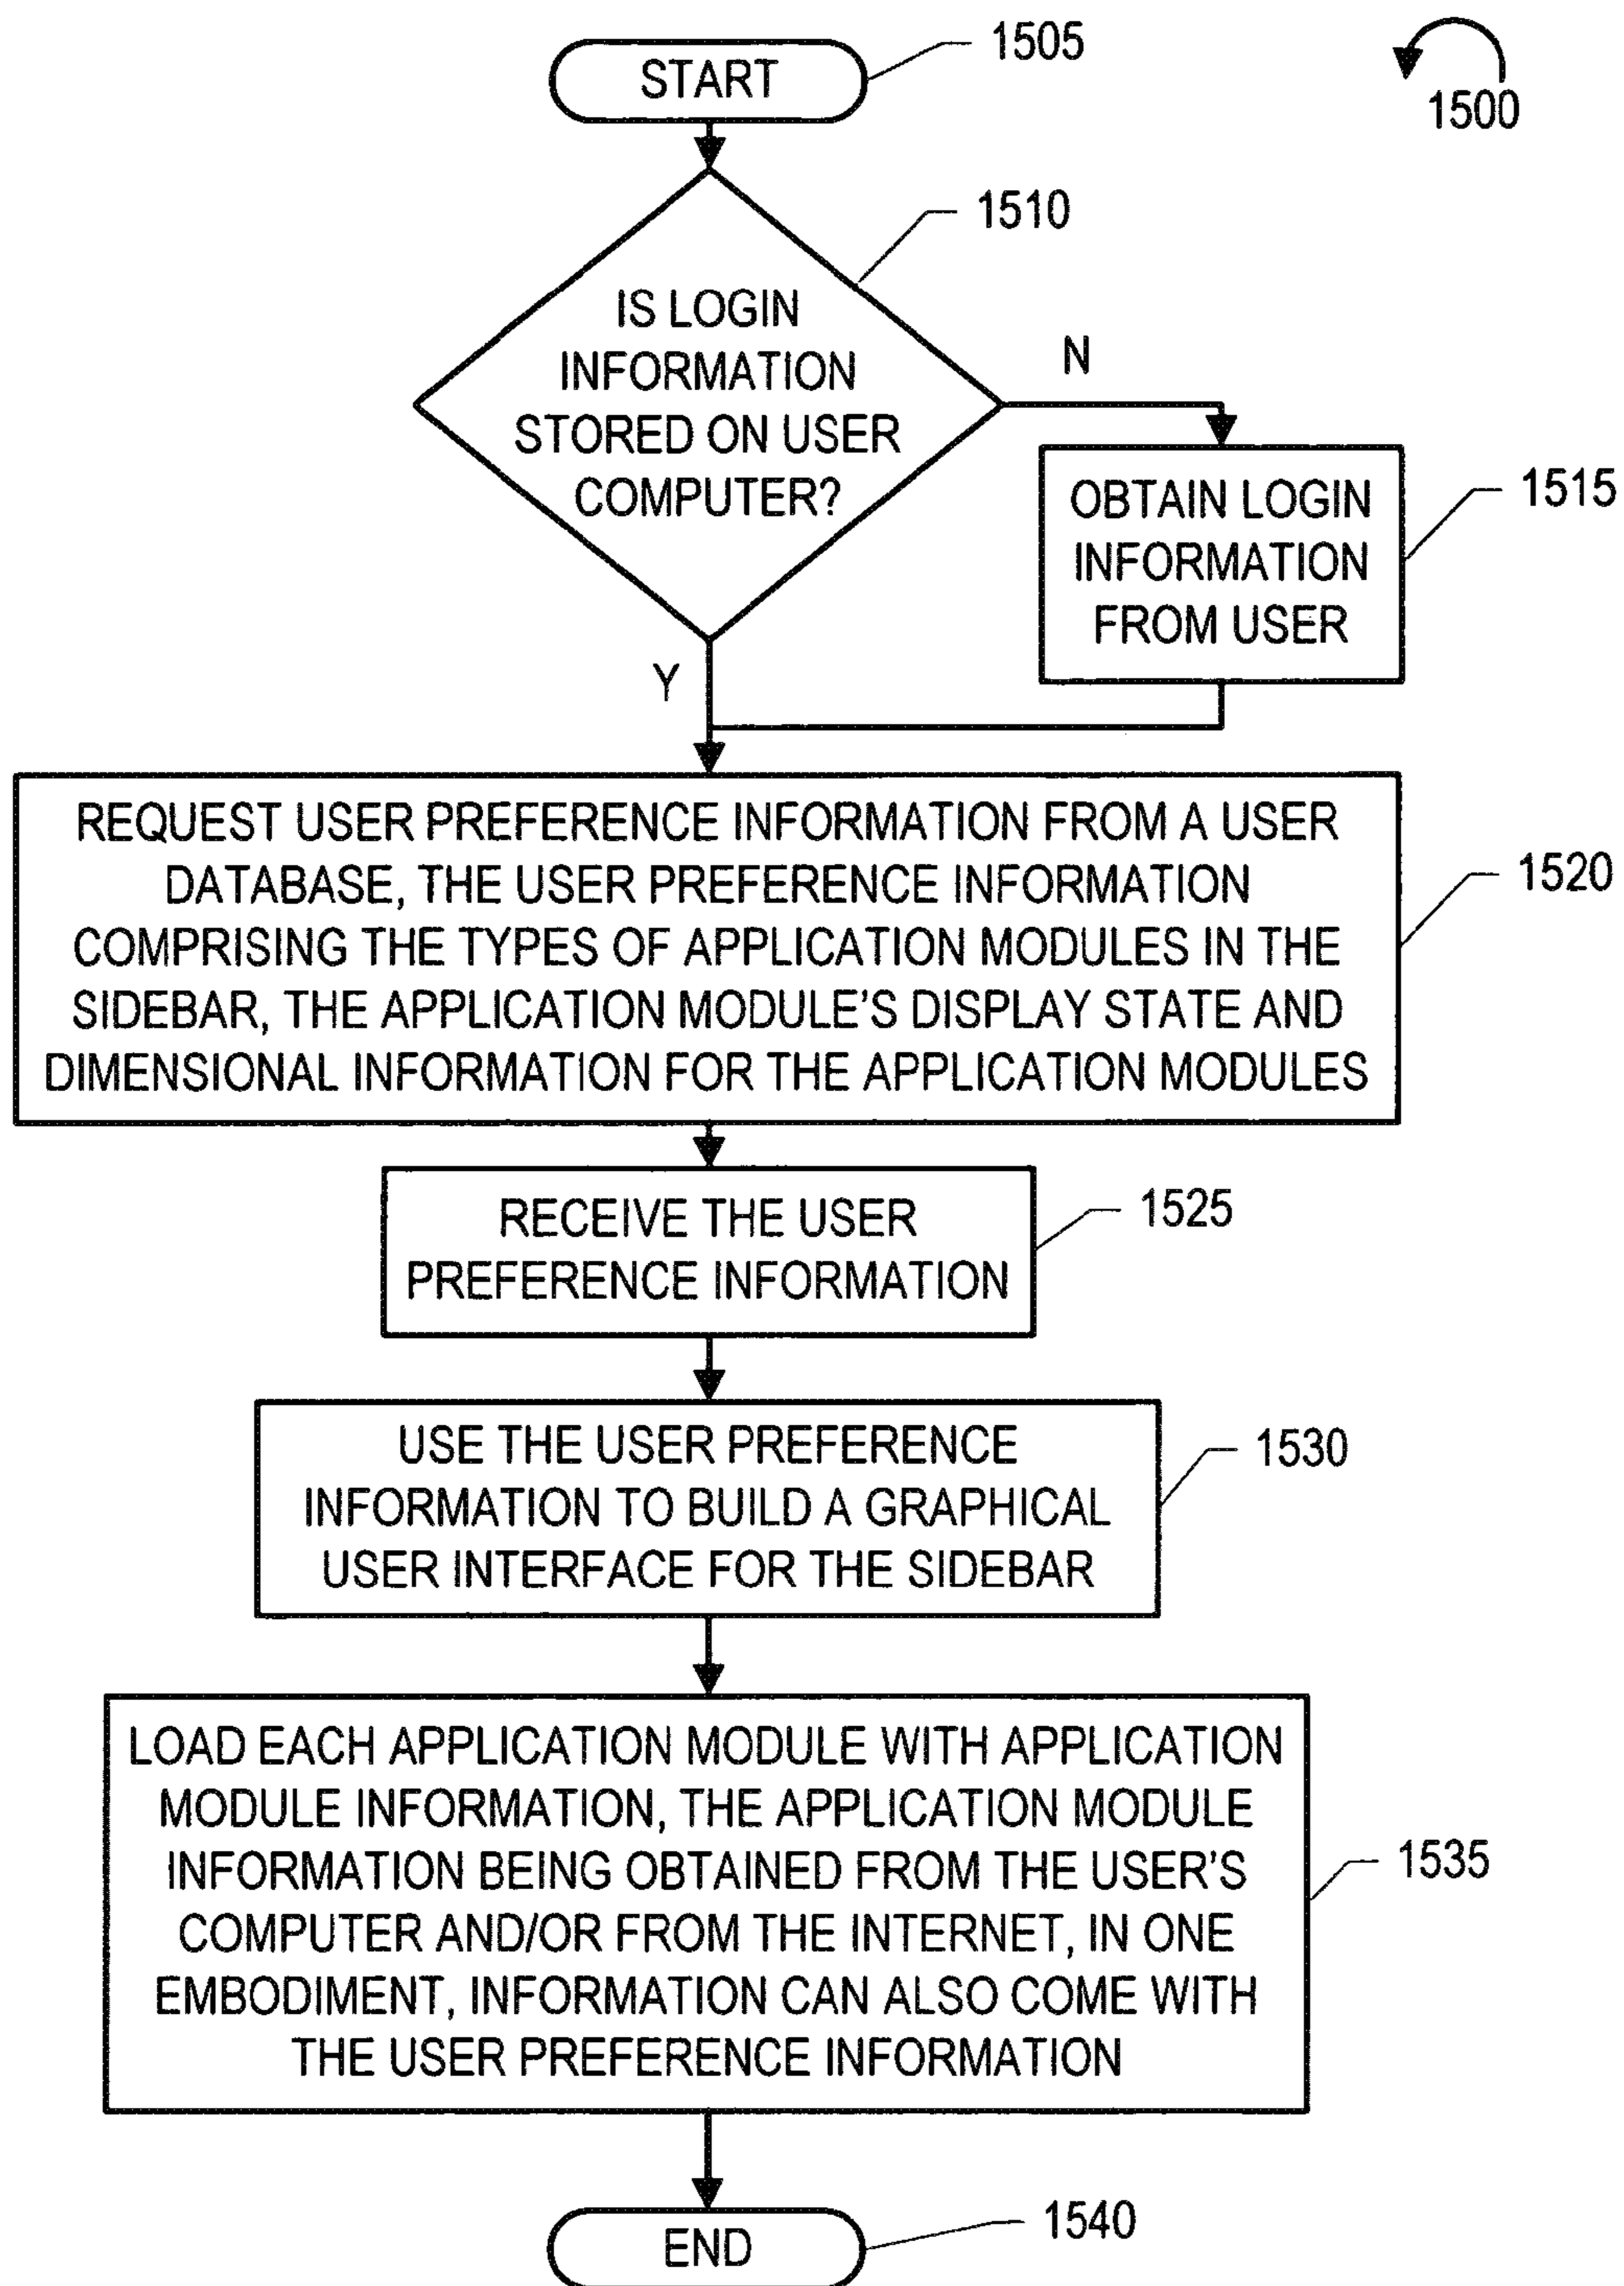 START
1505
1500
1510
IS LOGIN
INFORMATION
STORED ON USER
COMPUTER?
N
OBTAIN LOGIN
INFORMATION
FROM USER
1515
Y
REQUEST USER PREFERENCE INFORMATION FROM A USER
DATABASE, THE USER PREFERENCE INFORMATION
COMPRISING THE TYPES OF APPLICATION MODULES IN THE
SIDEBAR, THE APPLICATION MODULE'S DISPLAY STATE AND
DIMENSIONAL INFORMATION FOR THE APPLICATION MODULES
1520
RECEIVE THE USER
PREFERENCE INFORMATION
1525
USE THE USER PREFERENCE
INFORMATION TO BUILD A GRAPHICAL
USER INTERFACE FOR THE SIDEBAR
1530
LOAD EACH APPLICATION MODULE WITH APPLICATION
MODULE INFORMATION, THE APPLICATION MODULE
INFORMATION BEING OBTAINED FROM THE USER'S
COMPUTER AND/OR FROM THE INTERNET, IN ONE
EMBODIMENT, INFORMATION CAN ALSO COME WITH
THE USER PREFERENCE INFORMATION
1535
END
1540